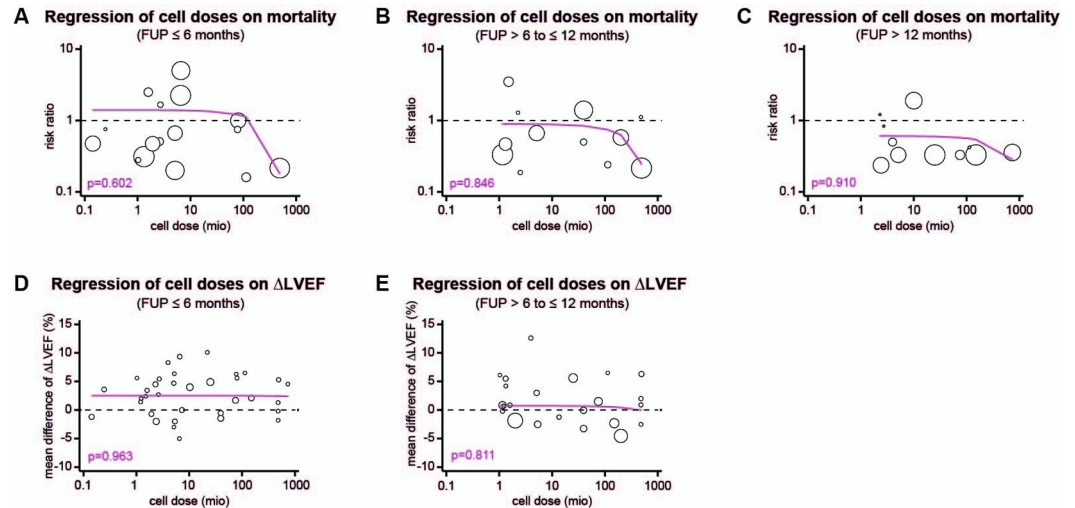 A Regression of cell doses on mortality
(FUP ≤ 6 months)
risk ratio
10
1
0.1
p=0.602
0.1 1 10 100 1000
cell dose (mio)
B Regression of cell doses on mortality
(FUP > 6 to ≤ 12 months)
risk ratio
10
1
0.1
p=0.846
0.1 1 10 100 1000
cell dose (mio)
C Regression of cell doses on mortality
(FUP > 12 months)
risk ratio
10
1
0.1
p=0.910
0.1 1 10 100 1000
cell dose (mio)
D Regression of cell doses on ΔLVEF
(FUP ≤ 6 months)
mean difference of ΔLVEF (%)
15
10
5
0
-5
-10
p=0.963
0.1 1 10 100 1000
cell dose (mio)
E Regression of cell doses on ΔLVEF
(FUP > 6 to ≤ 12 months)
mean difference of ΔLVEF (%)
15
10
5
0
-5
-10
p=0.811
0.1 1 10 100 1000
cell dose (mio)